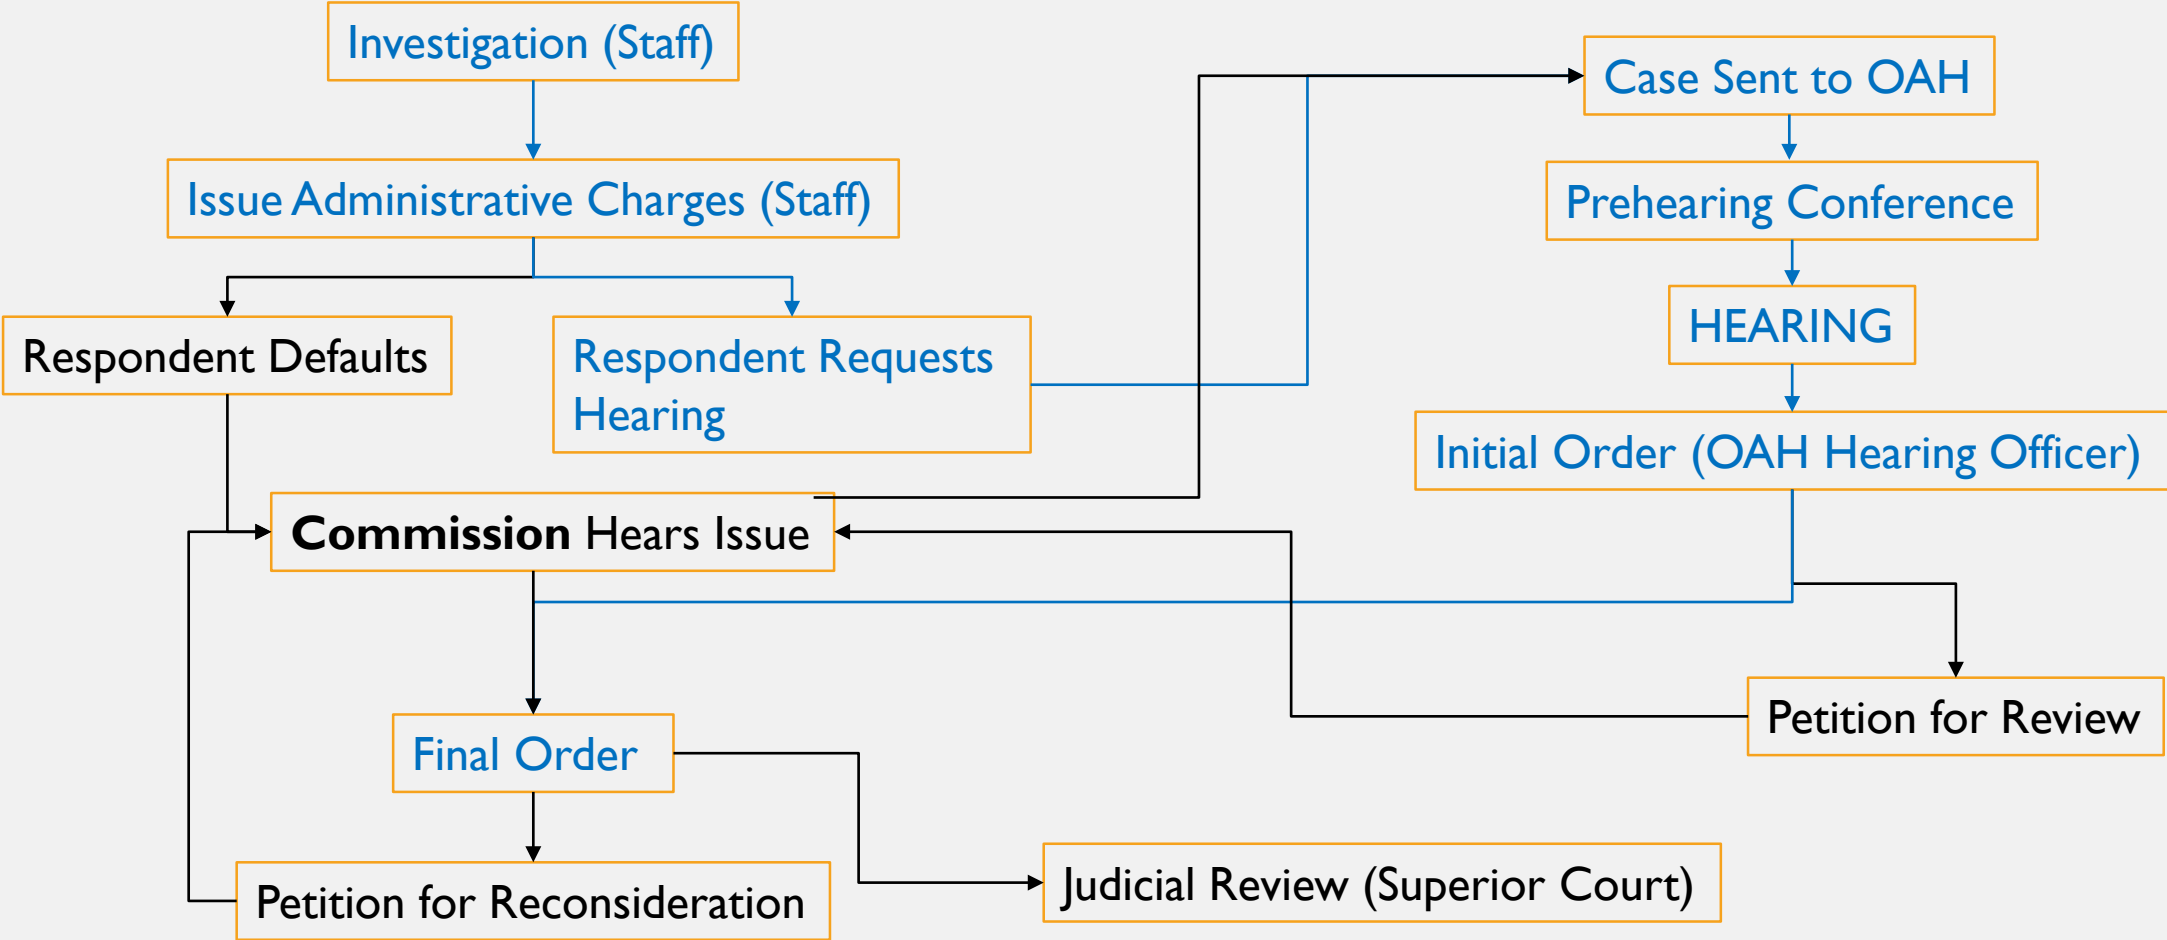 Investigation (Staff)
Case Sent to OAH
Issue Administrative Charges (Staff)
Prehearing Conference
HEARING
Respondent Defaults
Respondent Requests
Hearing
Initial Order (OAH Hearing Officer)
Commission Hears Issue
Petition for Review
Final Order
Judicial Review (Superior Court)
Petition for Reconsideration